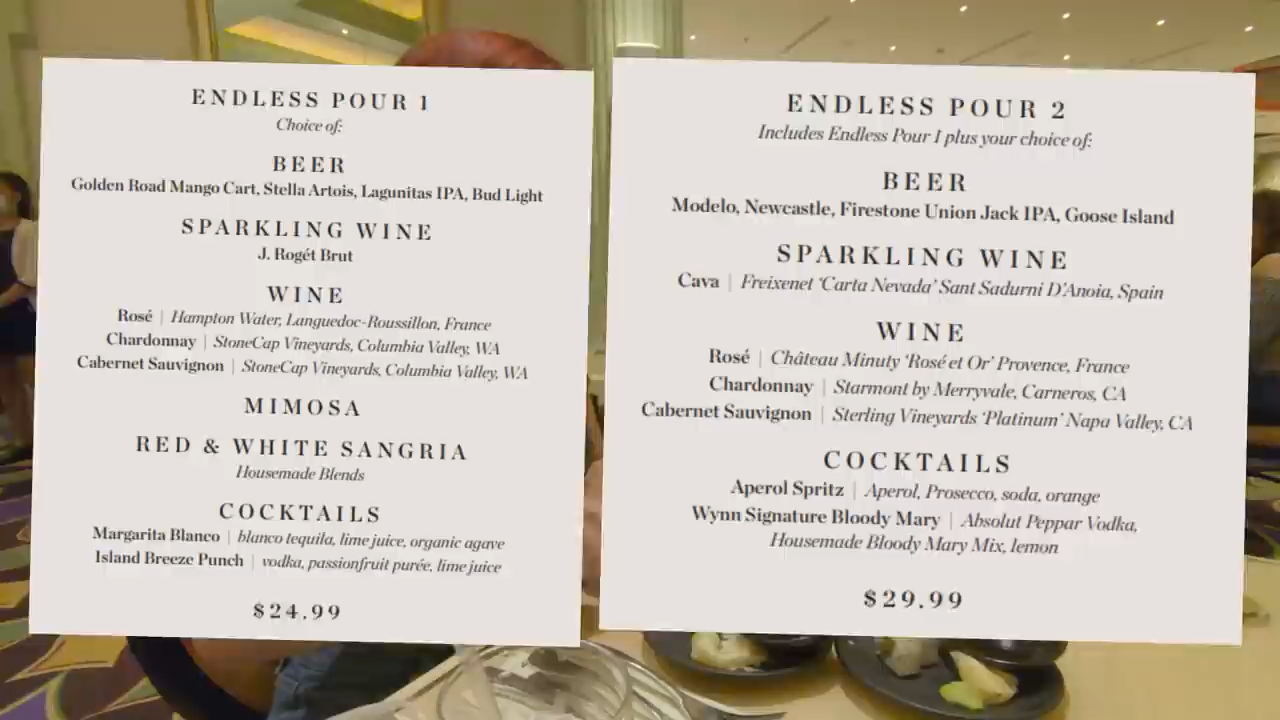 ENDLESS POUR 1
Choice of:
BEER
Golden Road Mango Cart, Stella Artois, Lagunitas IPA, Bud Light
SPARKLING WINE
J. Rogét Brut
WINE
Rosé | Hampton Water, Languedoc-Roussillon, France
Chardonnay | StoneCap Vineyards, Columbia Valley, WA
Cabernet Sauvignon | StoneCap Vineyards, Columbia Valley, WA
MIMOSA
RED & WHITE SANGRIA
Housemade Blends
COCKTAILS
Margarita Blanco | blanco tequila, lime juice, organic agave
Island Breeze Punch | vodka, passionfruit purée, lime juice
$24.99
ENDLESS POUR 2
Includes Endless Pour 1 plus your choice of:
BEER
Modelo, Newcastle, Firestone Union Jack IPA, Goose Island
SPARKLING WINE
Cava | Freixenet ‘Carta Nevada’ Sant Sadurni D’Anoia, Spain
WINE
Rosé | Château Minuty ‘Rosé et Or’ Provence, France
Chardonnay | Starmont by Merryvale, Carneros, CA
Cabernet Sauvignon | Sterling Vineyards ‘Platinum’ Napa Valley, CA
COCKTAILS
Aperol Spritz | Aperol, Prosecco, soda, orange
Wynn Signature Bloody Mary | Absolut Peppar Vodka,
Housemade Bloody Mary Mix, lemon
$29.99